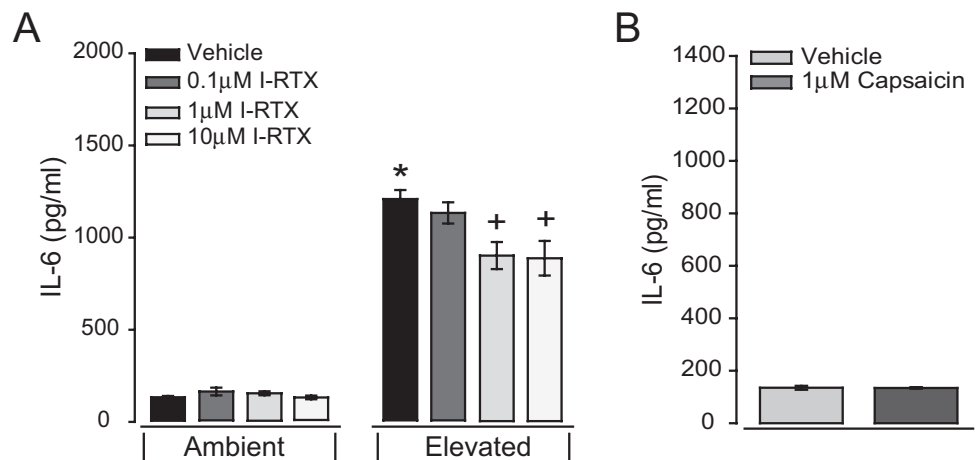 A
IL-6 (pg/ml)
2000
1500
1000
500
0
Vehicle
0.1μM I-RTX
1μM I-RTX
10μM I-RTX
*
+
+
Ambient
Elevated
B
IL-6 (pg/ml)
1400
1200
1000
800
600
400
200
0
Vehicle
1μM Capsaicin